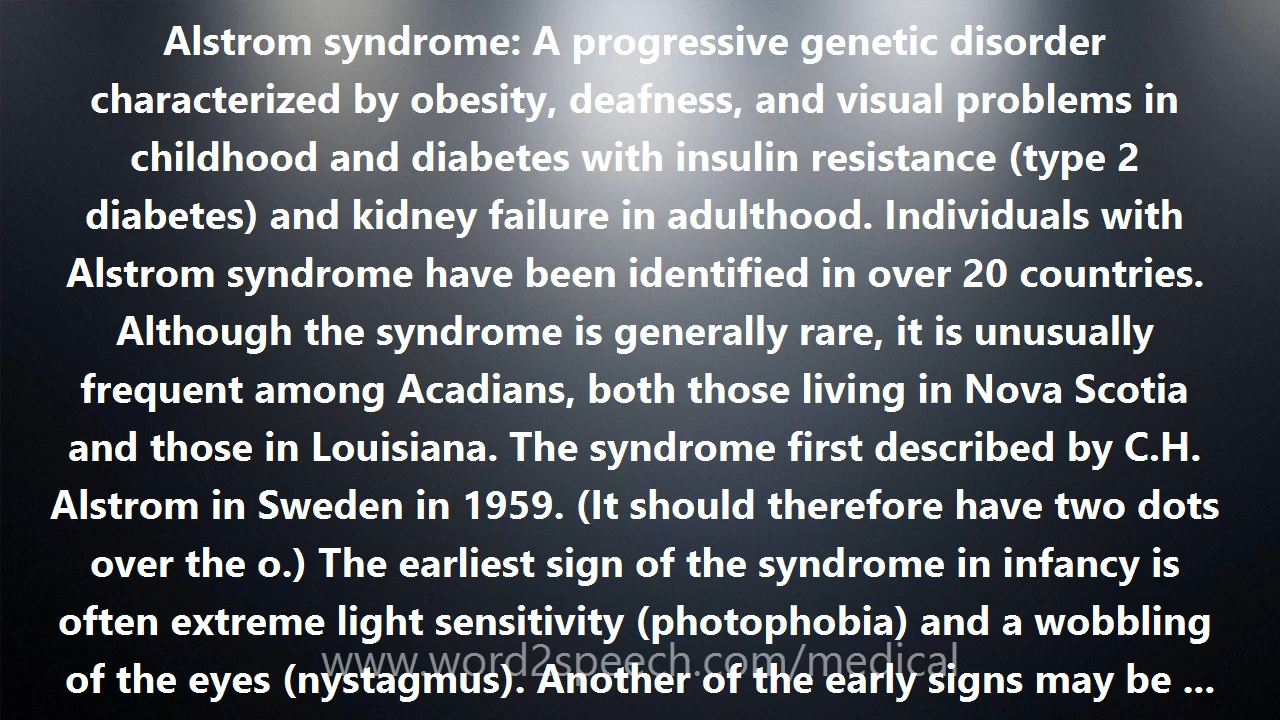 Alstrom syndrome: A progressive genetic disorder
characterized by obesity, deafness, and visual problems in
childhood and diabetes with insulin resistance (type 2
diabetes) and kidney failure in adulthood. Individuals with
Alstrom syndrome have been identified in over 20 countries.
Although the syndrome is generally rare, it is unusually
frequent among Acadians, both those living in Nova Scotia
and those in Louisiana. The syndrome first described by C.H.
Alstrom in Sweden in 1959. (It should therefore have two dots
over the o.) The earliest sign of the syndrome in infancy is
often extreme light sensitivity (photophobia) and a wobbling
www.word2speech.com/medical
of the eyes (nystagmus). Another of the early signs may be ...